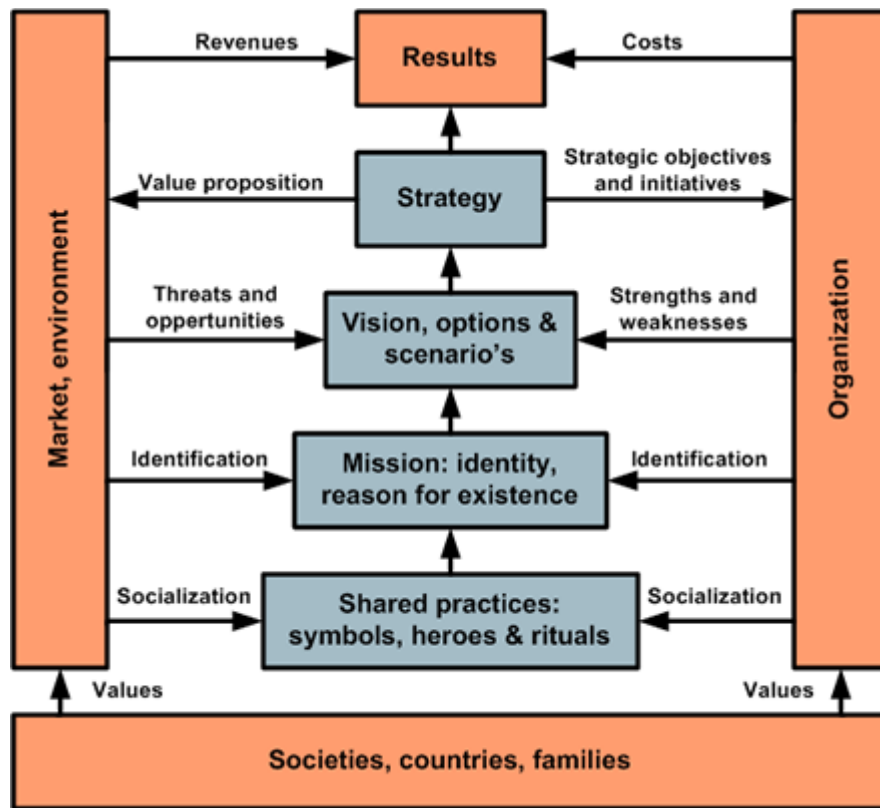 Revenues
Results
Costs
Value proposition
Strategy
Strategic objectives
and initiatives
Threats and
oppertunities
Vision, options &
scenario's
Strengths and
weaknesses
Market, environment
Organization
Identification
Mission: identity,
reason for existence
Identification
Socialization
Shared practices:
symbols, heroes & rituals
Socialization
Values
Values
Societies, countries, families